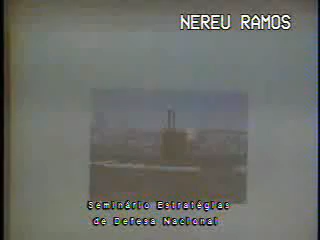 NEREU RAMOS
Seminário Estratégias
de Defesa Nacional